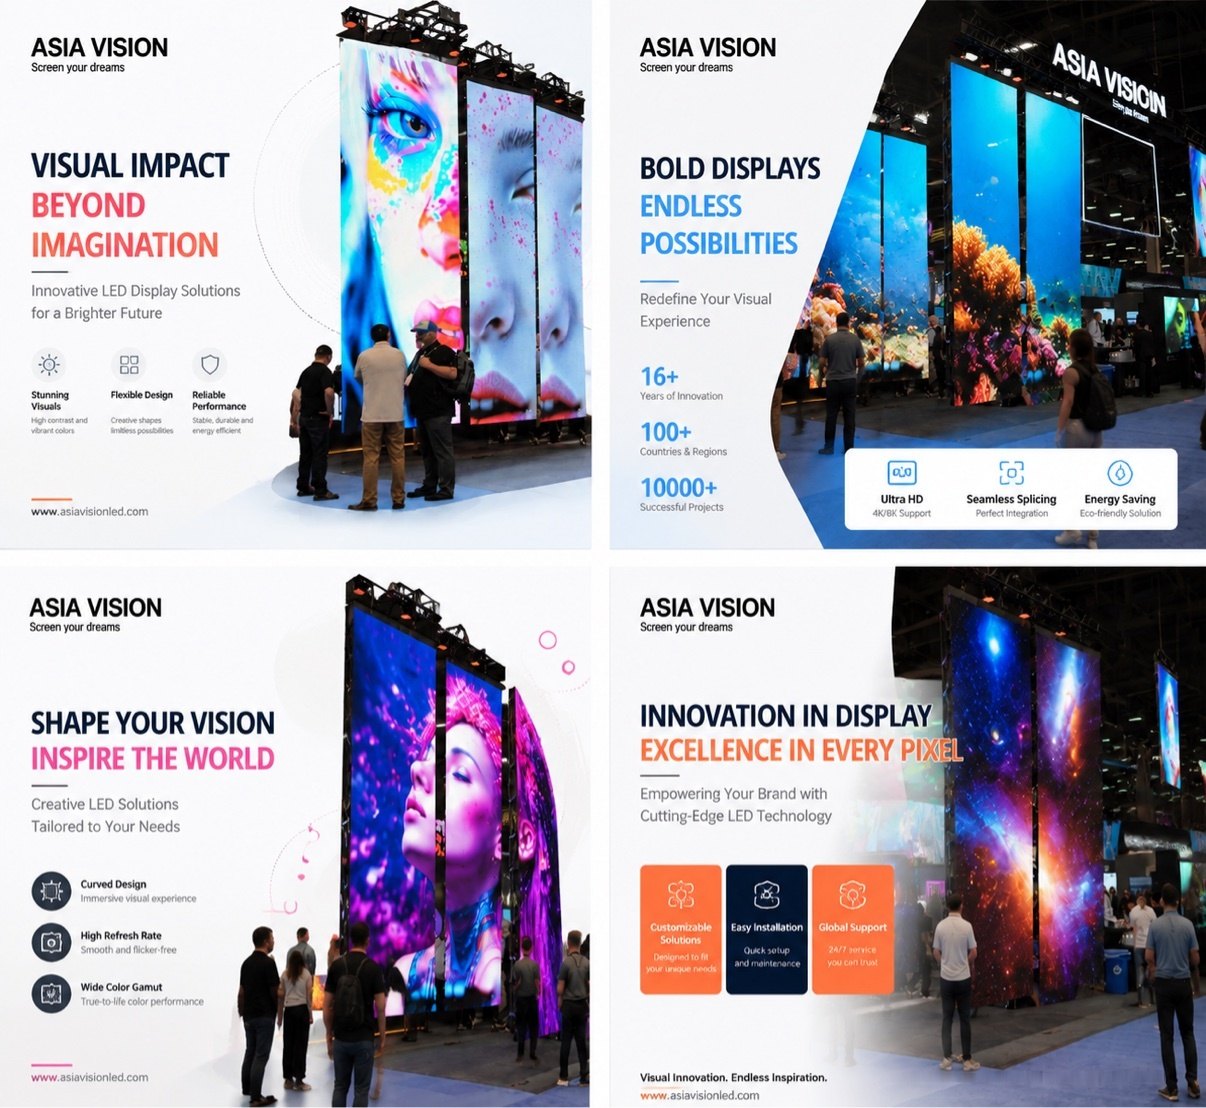 ASIA VISION
Screen your dreams
VISUAL IMPACT
BEYOND
IMAGINATION
Innovative LED Display Solutions
for a Brighter Future
Stunning
Visuals
High contrast and
vibrant colors
Flexible Design
Creative shapes
limitless possibilities
Reliable
Performance
Stable, durable and
energy efficient
www.asiavisionled.com
ASIA VISION
Screen your dreams
BOLD DISPLAYS
ENDLESS
POSSIBILITIES
Redefine Your Visual
Experience
16+
Years of Innovation
100+
Countries & Regions
10000+
Successful Projects
ASIA VISION
Ultra HD
4K/8K Support
Seamless Splicing
Perfect Integration
Energy Saving
Eco-friendly Solution
ASIA VISION
Screen your dreams
SHAPE YOUR VISION
INSPIRE THE WORLD
Creative LED Solutions
Tailored to Your Needs
Curved Design
Immersive visual experience
High Refresh Rate
Smooth and flicker-free
Wide Color Gamut
True-to-life color performance
www.asiavisionled.com
ASIA VISION
Screen your dreams
INNOVATION IN DISPLAY
EXCELLENCE IN EVERY PIXEL
Empowering Your Brand with
Cutting-Edge LED Technology
Customizable
Solutions
Designed to fit
your unique needs
Easy Installation
Quick setup
and maintenance
Global Support
24/7 service
you can trust
Visual Innovation. Endless Inspiration.
www.asiavisionled.com